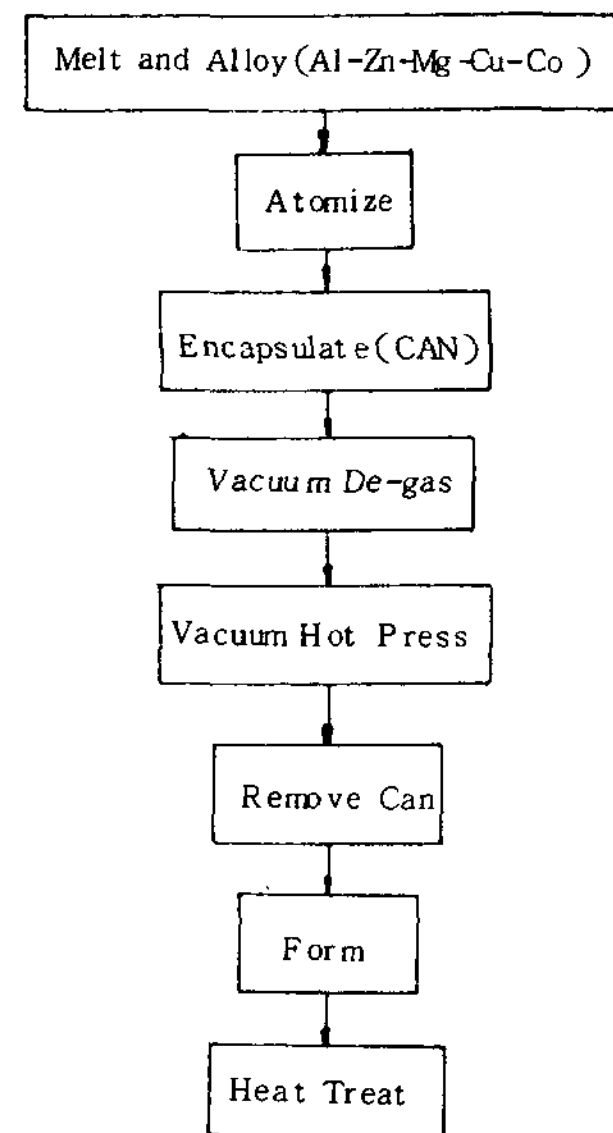 Melt and Alloy(Al-Zn-Mg-Cu-Co)
Atomize
Encapsulate(CAN)
Vacuum De-gas
Vacuum Hot Press
Remove Can
Form
Heat Treat